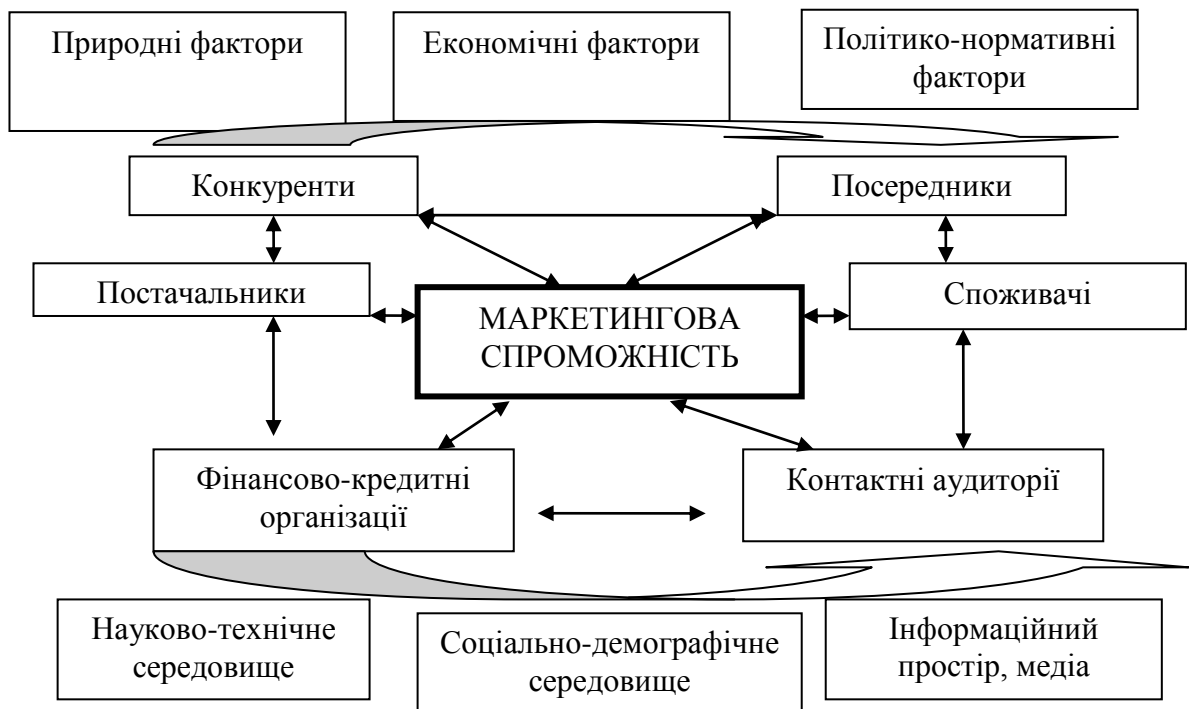 Природні фактори
Економічні фактори
Політико-нормативні
фактори
Конкуренти
Посередники
Постачальники
Споживачі
МАРКЕТИНГОВА
СПРОМОЖНІСТЬ
Фінансово-кредитні
організації
Контактні аудиторії
Науково-технічне
середовище
Соціально-демографічне
середовище
Інформаційний
простір, медіа